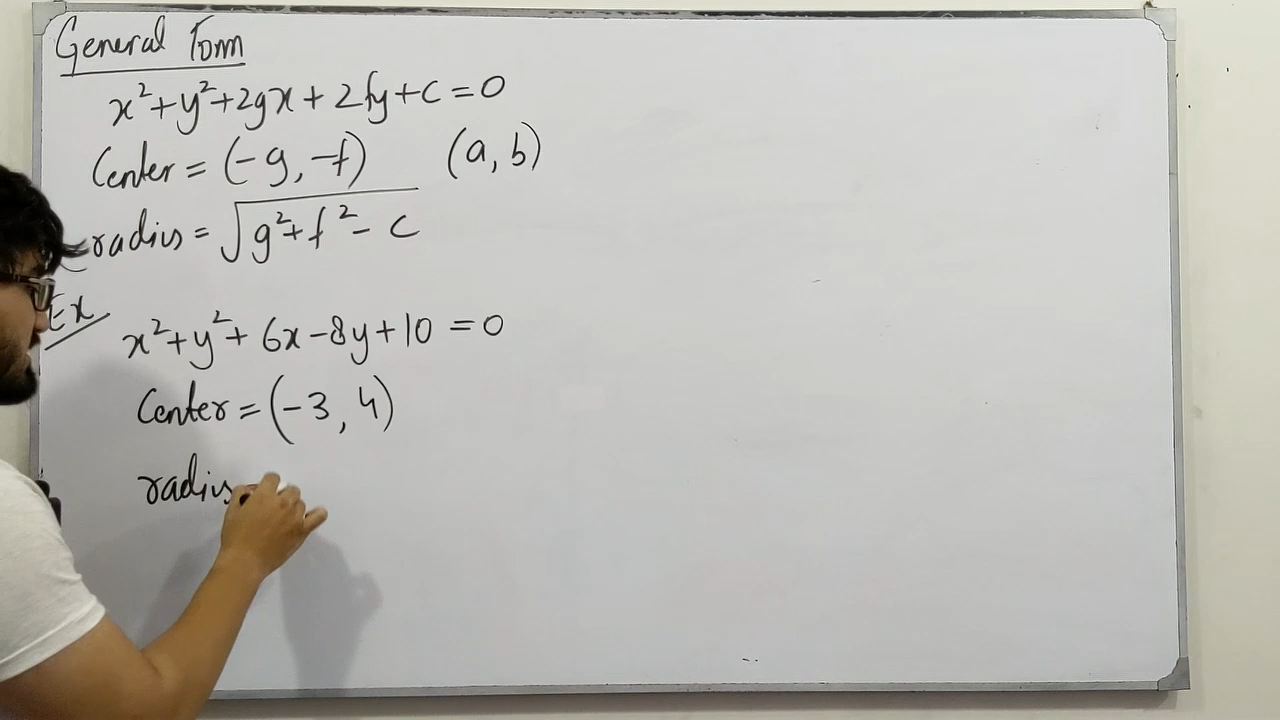 General Form
x²+y²+2gx+2fy+c=0
Center = (-g, -f) (a, b)
radius = √g²+f²-c
Ex
x²+y²+6x-8y+10=0
Center = (-3, 4)
radius